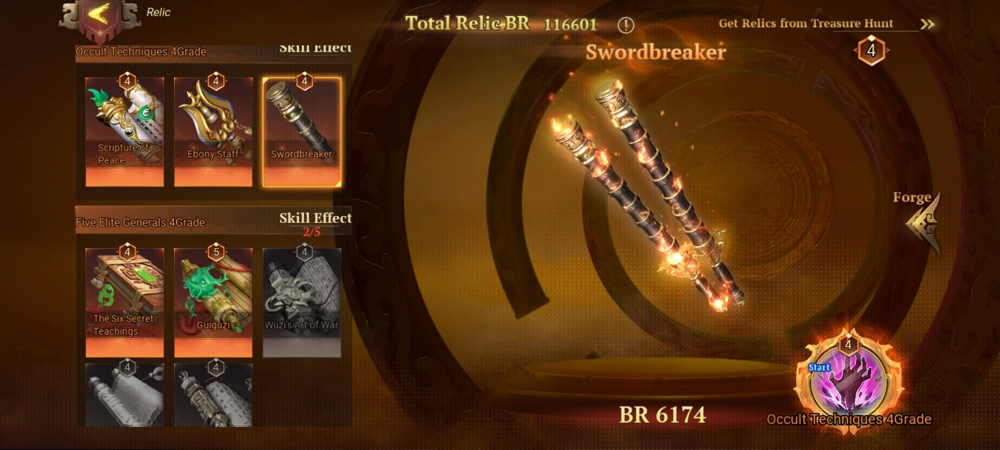 Relic
Total Relic BR 116601 !
Get Relics from Treasure Hunt
Occult Techniques 4Grade
Skill Effect
Swordbreaker
4
4
4
4
Scripture of
Peace
Ebony Staff
Swordbreaker
Forge
Five Elite Generals 4Grade
Skill Effect
2/5
4
5
4
The Six Secret
Teachings
Guiguzi
Wuzi's Art of War
4
4
4
Start
BR 6174
Occult Techniques 4Grade